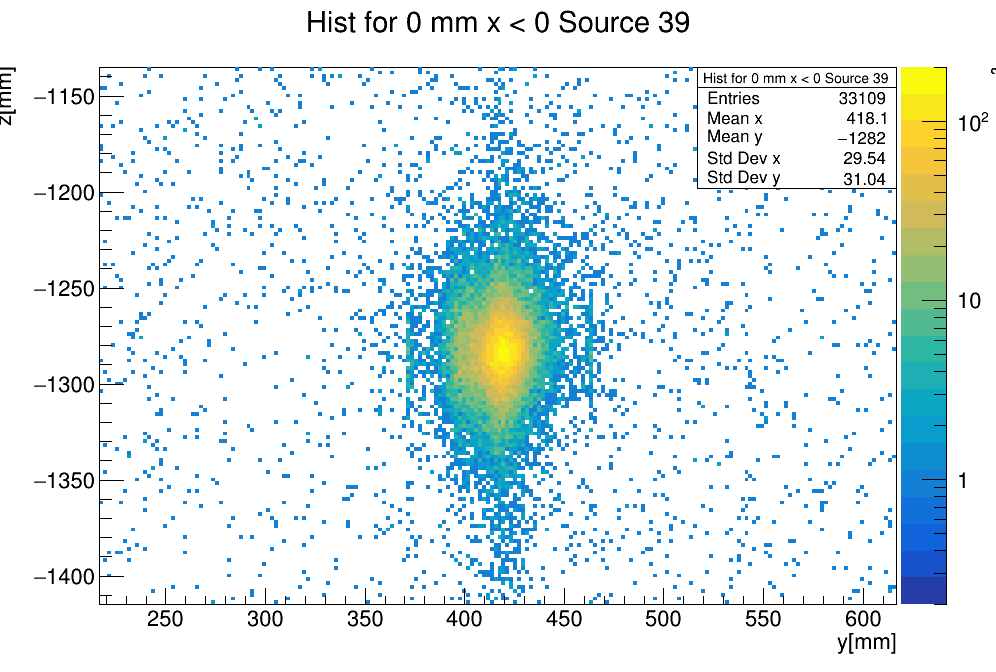 Hist for 0 mm x < 0 Source 39
z[mm]
−1150
−1200
−1250
−1300
−1350
−1400
Hist for 0 mm x < 0 Source 39
Entries 33109
Mean x 418.1
Mean y −1282
Std Dev x 29.54
Std Dev y 31.04
10²
10
1
250 300 350 400 450 500 550 600
y[mm]